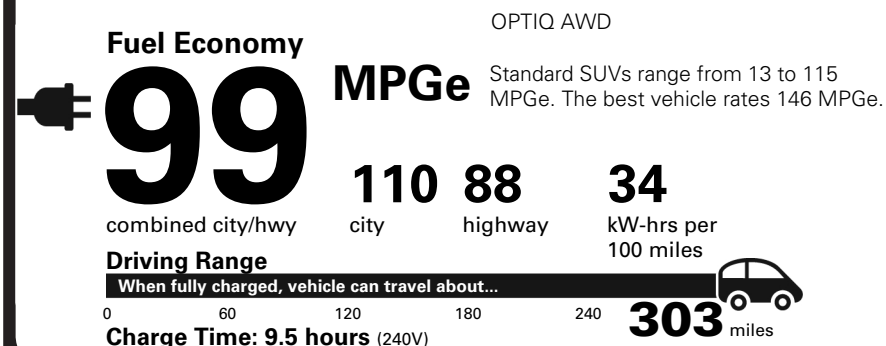 OPTIQ AWD
Fuel Economy
99
MPGe
Standard SUVs range from 13 to 115
MPGe. The best vehicle rates 146 MPGe.
110 88 34
combined city/hwy city highway kW-hrs per
100 miles
Driving Range
When fully charged, vehicle can travel about...
0 60 120 180 240 303 miles
Charge Time: 9.5 hours (240V)